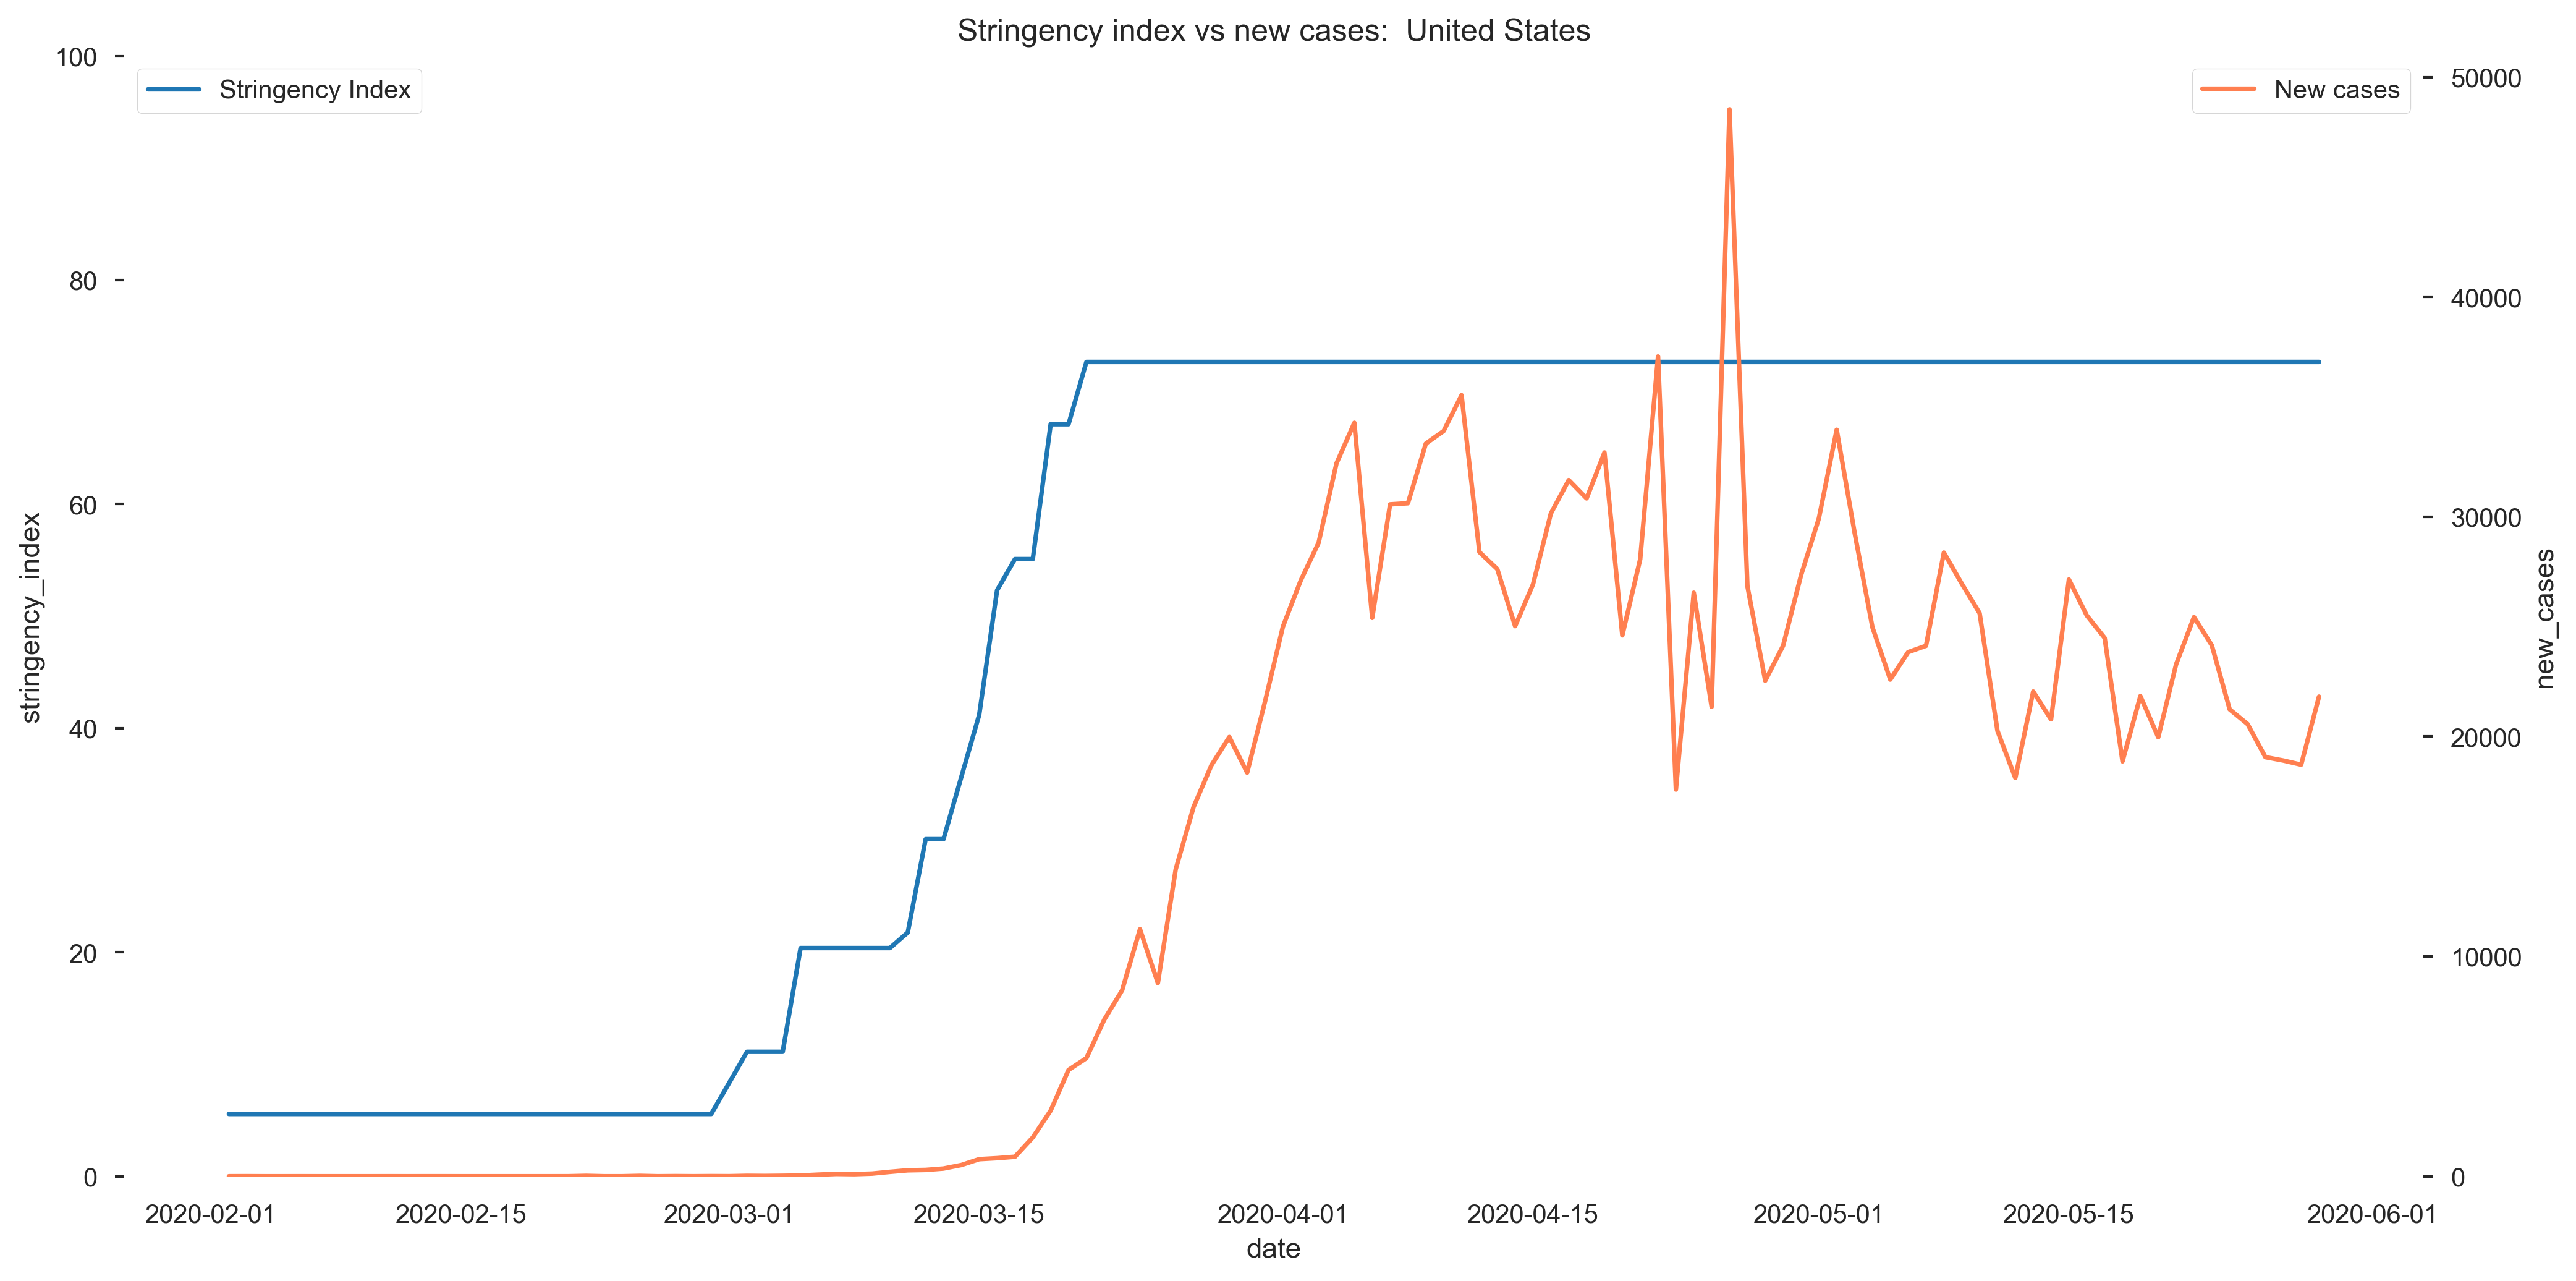 Stringency index vs new cases:  United States
Stringency Index
New cases
stringency_index
100
80
60
40
20
0
50000
40000
30000
20000
10000
0
new_cases
2020-02-01 2020-02-15 2020-03-01 2020-03-15 2020-04-01 2020-04-15 2020-05-01 2020-05-15 2020-06-01
date